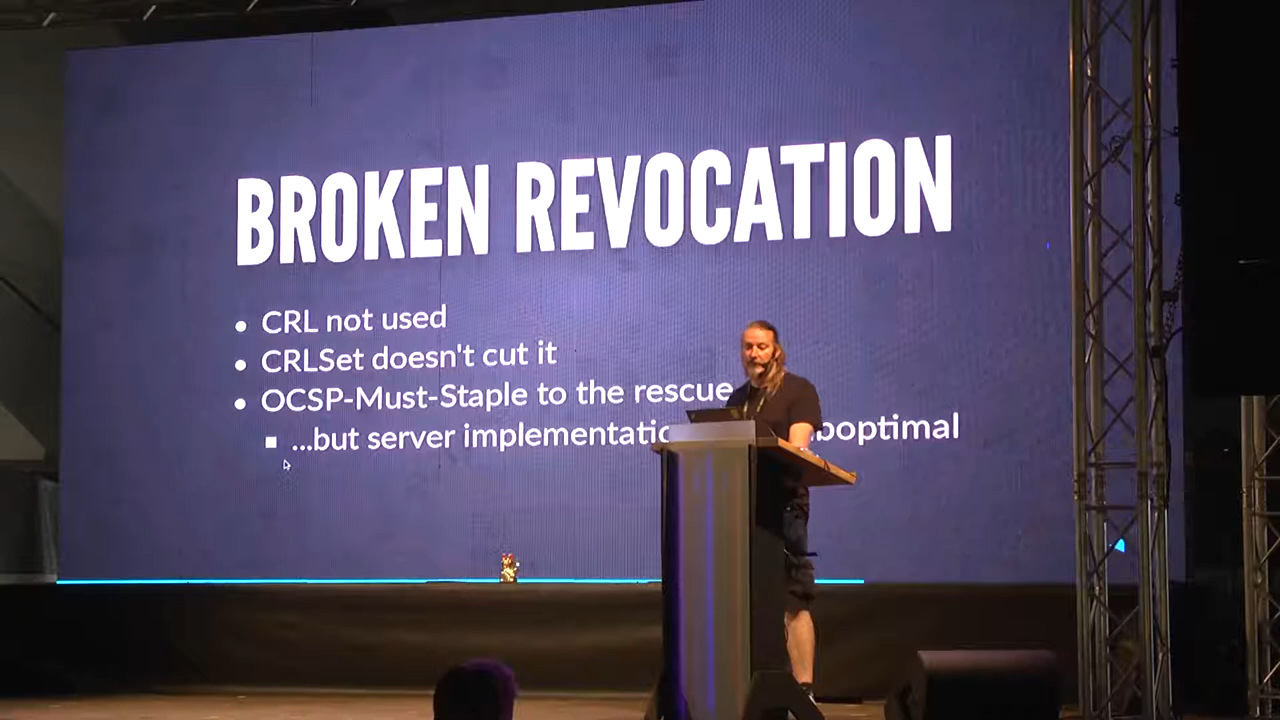 BROKEN REVOCATION
• CRL not used
• CRLSet doesn't cut it
• OCSP-Must-Staple to the rescue
▪ ...but server